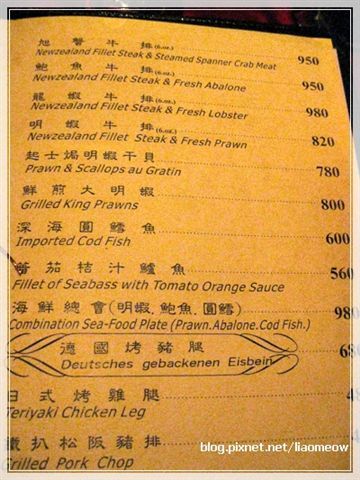 旭蟹牛排(6.oz.)
Newzealand Fillet Steak & Steamed Spanner Crab Meat 950
鮑魚牛排(6.oz.)
Newzealand Fillet Steak & Fresh Abalone 950
龍蝦牛排(6.oz.)
Newzealand Fillet Steak & Fresh Lobster 980
明蝦牛排(6.oz.)
Newzealand Fillet Steak & Fresh Prawn 820
起士焗明蝦干貝
Prawn & Scallops au Gratin 780
鮮煎大明蝦
Grilled King Prawns 800
深海圓鱈魚
Imported Cod Fish 600
蕃茄桔汁鱸魚
Fillet of Seabass with Tomato Orange Sauce 560
海鮮總會(明蝦.鮑魚.圓鱈)
Combination Sea-Food Plate (Prawn.Abalone.Cod Fish.) 980
德國烤豬腿
Deutsches gebackenen Eisbein 68
日式烤雞腿
Teriyaki Chicken Leg 4
鐵扒松阪豬排
Grilled Pork Chop
blog.pixnet.net/liaomeow